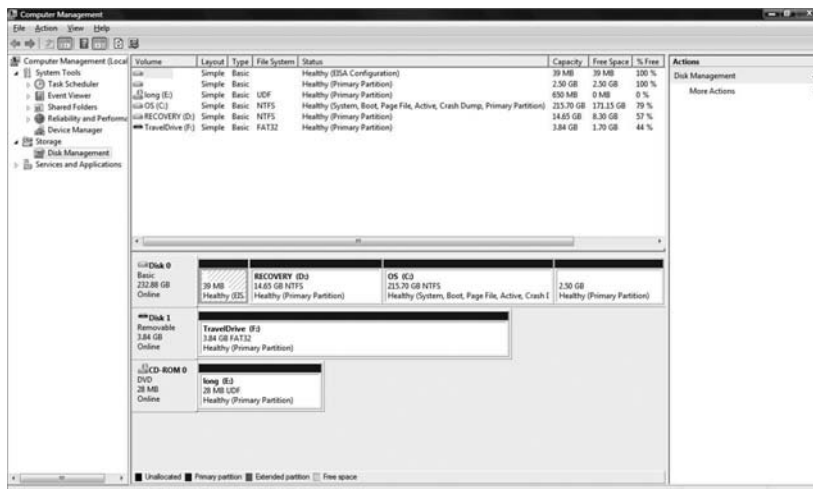 Computer Management
File Action View Help
Computer Management (Local
System Tools
Task Scheduler
Event Viewer
Shared Folders
Reliability and Performa
Device Manager
Storage
Disk Management
Services and Applications
Volume Layout Type File System Status Capacity Free Space % Free
Simple Basic Healthy (EISA Configuration) 39 MB 39 MB 100 %
Simple Basic Healthy (Primary Partition) 2.50 GB 2.50 GB 100 %
long (E:) Simple Basic UDF Healthy (Primary Partition) 650 MB 0 MB 0 %
OS (C:) Simple Basic NTFS Healthy (System, Boot, Page File, Active, Crash Dump, Primary Partition) 215.70 GB 171.15 GB 79 %
RECOVERY (D:) Simple Basic NTFS Healthy (Primary Partition) 14.65 GB 8.30 GB 57 %
TravelDrive (F:) Simple Basic FAT32 Healthy (Primary Partition) 3.84 GB 1.70 GB 44 %
Actions
Disk Management
More Actions
Disk 0
Basic
232.88 GB
Online
39 MB
Healthy (EIS
RECOVERY (D:)
14.65 GB NTFS
Healthy (Primary Partition)
OS (C:)
215.70 GB NTFS
Healthy (System, Boot, Page File, Active, Crash I
2.50 GB
Healthy (Primary Partition)
Disk 1
Removable
3.84 GB
Online
TravelDrive (F:)
3.84 GB FAT32
Healthy (Primary Partition)
CD-ROM 0
DVD
28 MB
Online
long (E:)
28 MB UDF
Healthy (Primary Partition)
Unallocated Primary partition Extended partition Free space